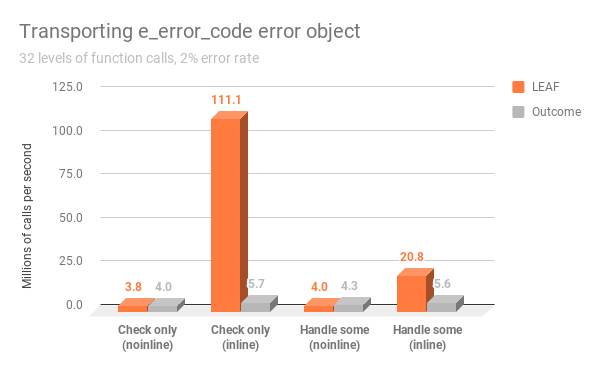 Transporting e_error_code error object
32 levels of function calls, 2% error rate
LEAF
Outcome
Millions of calls per second
125.0
100.0
75.0
50.0
25.0
0.0
3.8
4.0
111.1
5.7
4.0
4.3
20.8
5.6
Check only
(noinline)
Check only
(inline)
Handle some
(noinline)
Handle some
(inline)